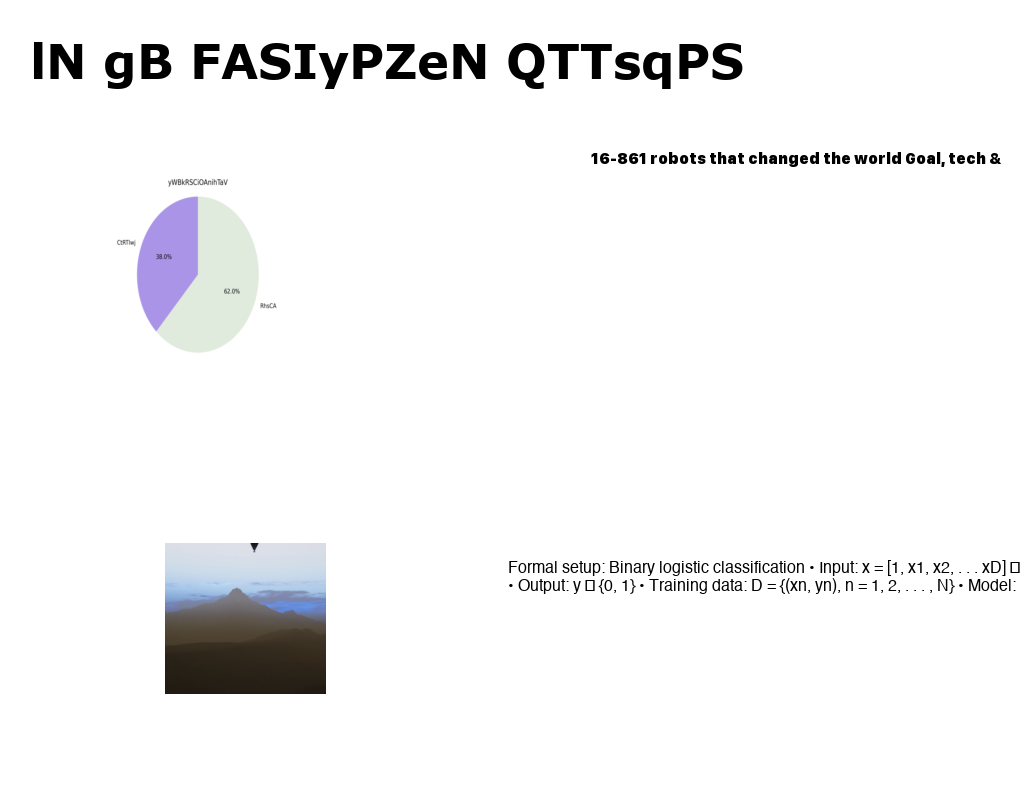 lN gB FASIyPZeN QTTsqPS
16-861 robots that changed the world Goal, tech &
yWBkRSCiOAnihTaV
CtRTlwj
38.0%
62.0%
RhsCA
Formal setup: Binary logistic classification • Input: x = [1, x1, x2, . . . xD] □
• Output: y □ {0, 1} • Training data: D = {(xn, yn), n = 1, 2, . . . , N} • Model: